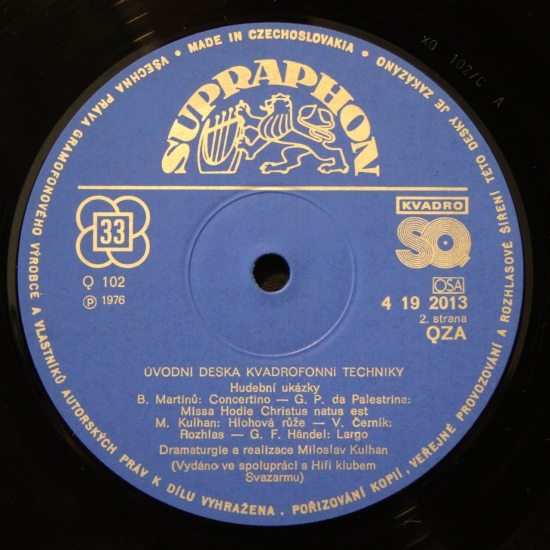 MADE IN CZECHOSLOVAKIA • VŠECHNA PRÁVA GRAMOFONOVÉHO VÝROBCE A VLASTNÍKŮ AUTORSKÝCH PRÁV K DÍLU VYHRAŽENA. POŘIZOVÁNÍ KOPIÍ, VEŘEJNÉ PROVOZOVÁNÍ A ROZHLASOVÉ ŠÍŘENÍ TÉTO DESKY JE ZAKÁZÁNO •
SUPRAPHON
33
KVADRO
SQ
Q 102
OSA
℗ 1976
4 19 2013
2. strana
QZA
ÚVODNÍ DESKA KVADROFONNÍ TECHNIKY
Hudební ukázky
B. Martinů: Concertino — G. P. da Palestrina:
Missa Hodie Christus natus est
M. Kulhan: Hlohová růže — V. Černík:
Rozhlas — G. F. Händel: Largo
Dramaturgie a realizace Miloslav Kulhan
(Vydáno ve spolupráci s Hifi klubem
Svazarmu)